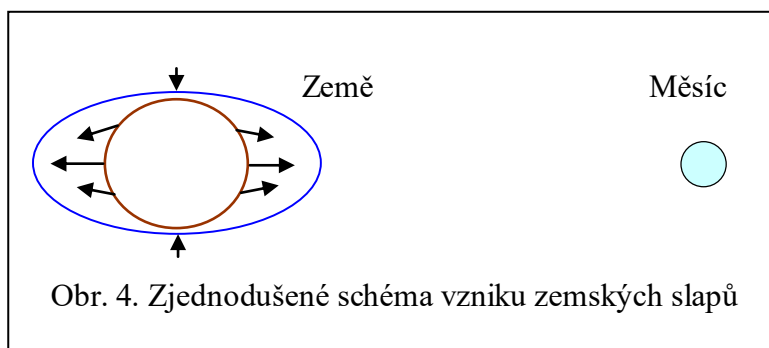 Země
Měsíc
Obr. 4. Zjednodušené schéma vzniku zemských slapů